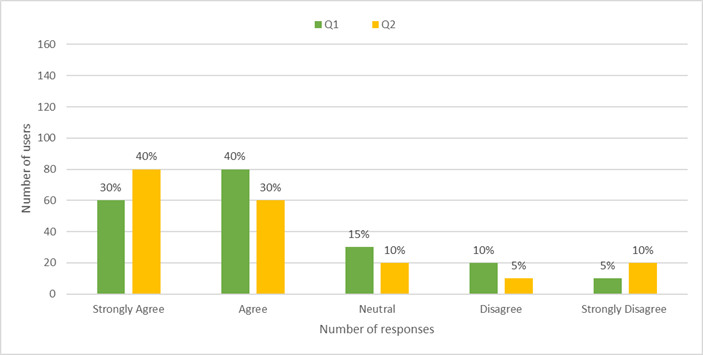 Q1 Q2
160
140
120
100
80
60
40
20
0
Number of users
30% 40% 40% 30% 15% 10% 10% 5% 5% 10%
Strongly Agree Agree Neutral Disagree Strongly Disagree
Number of responses